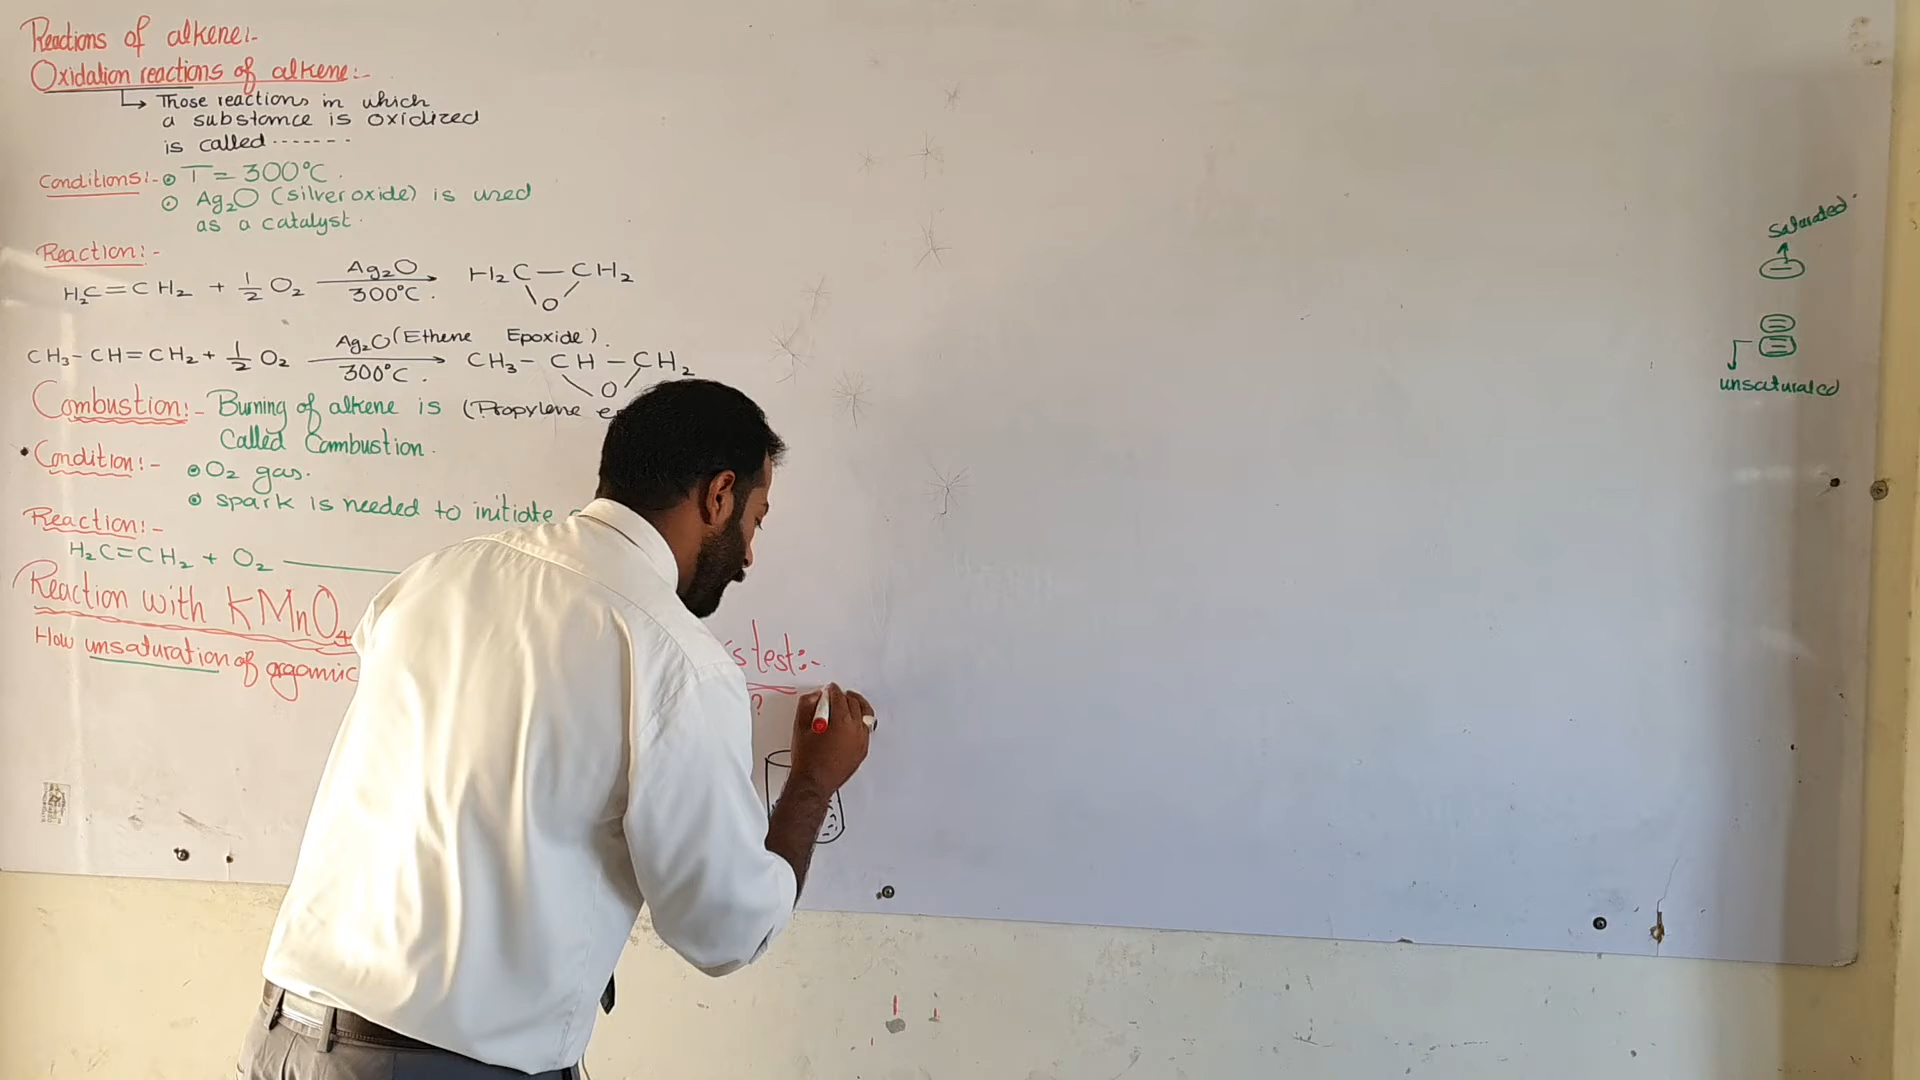 Reactions of alkene:-
Oxidation reactions of alkene:-
↳ Those reactions in which
a substance is oxidized
is called -------
Conditions:- ⊙ T = 300°C.
⊙ Ag₂O (silver oxide) is used
as a catalyst.
Reaction:-
H₂C=CH₂ + 1/2 O₂ Ag₂O 300°C. H₂C—CH₂ O
(Ethene Epoxide).
CH₃-CH=CH₂ + 1/2 O₂ Ag₂O 300°C. CH₃-CH-CH₂ O
(Propylene
Combustion:- Burning of alkene is
Called Combustion.
• Condition:- ⊙ O₂ gas.
⊙ spark is needed to initiate
Reaction:-
H₂C=CH₂ + O₂
Reaction with KMnO₄
's test:-
How unsaturation of organic
?
saturated
unsaturated